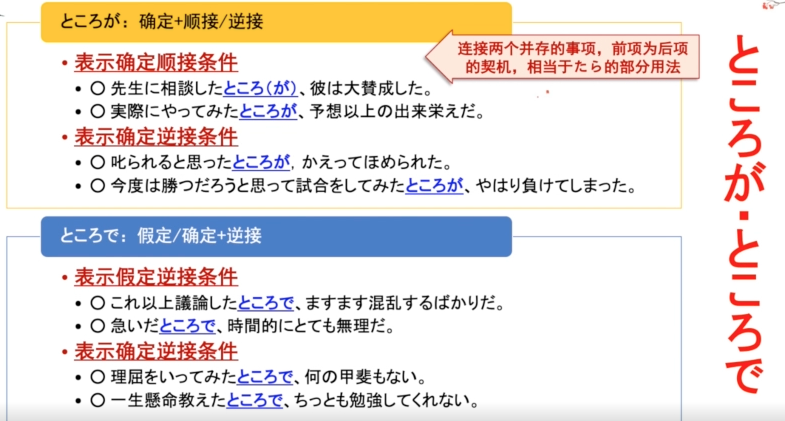 ところが：确定+顺接/逆接
连接两个并存的事项，前项为后项
的契机，相当于たら的部分用法
• 表示确定顺接条件
• 〇 先生に相談したところ（が）、彼は大賛成した。
• 〇 実際にやってみたところが、予想以上の出来栄えだ。
• 表示确定逆接条件
• 〇 叱られると思ったところが，かえってほめられた。
• 〇 今度は勝つだろうと思って試合をしてみたところが、やはり負けてしまった。
ところで：假定/确定+逆接
• 表示假定逆接条件
• 〇 これ以上議論したところで、ますます混乱するばかりだ。
• 〇 急いだところで、時間的にとても無理だ。
• 表示确定逆接条件
• 〇 理屈をいってみたところで、何の甲斐もない。
• 〇 一生懸命教えたところで、ちっとも勉強してくれない。
ところが・ところで